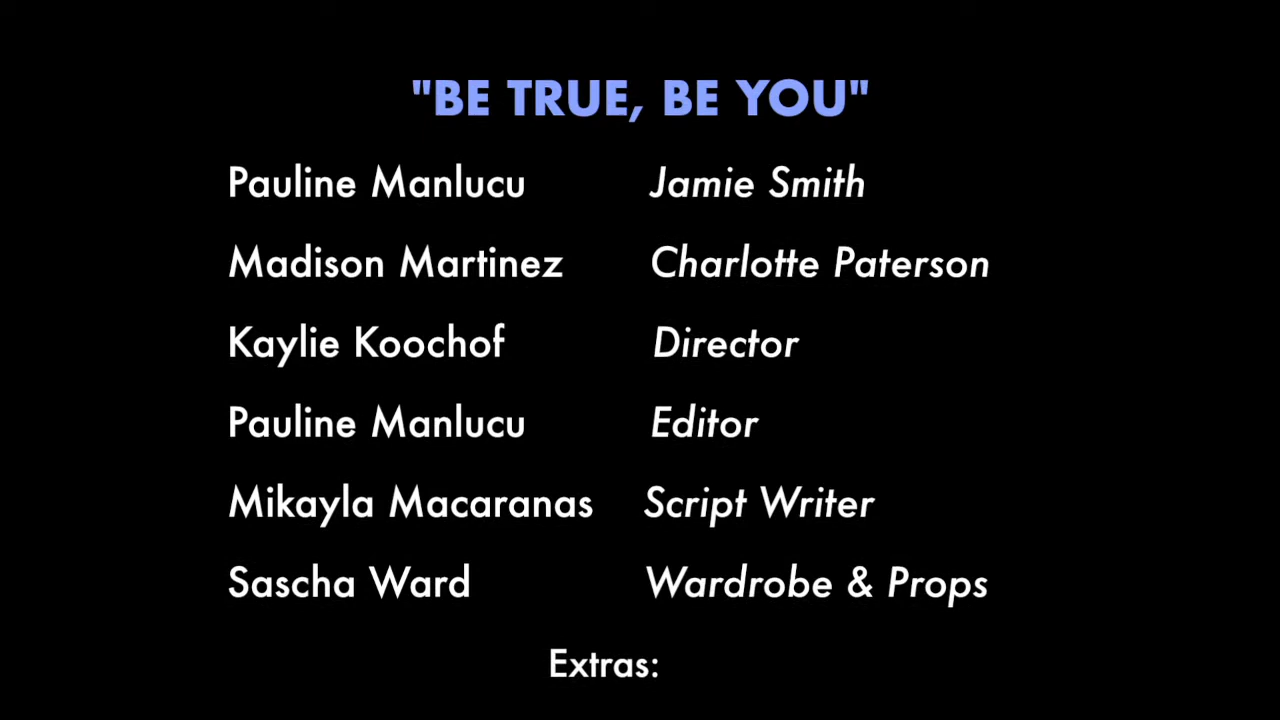 "BE TRUE, BE YOU"
Pauline Manlucu Jamie Smith
Madison Martinez Charlotte Paterson
Kaylie Koochof Director
Pauline Manlucu Editor
Mikayla Macaranas Script Writer
Sascha Ward Wardrobe & Props
Extras: